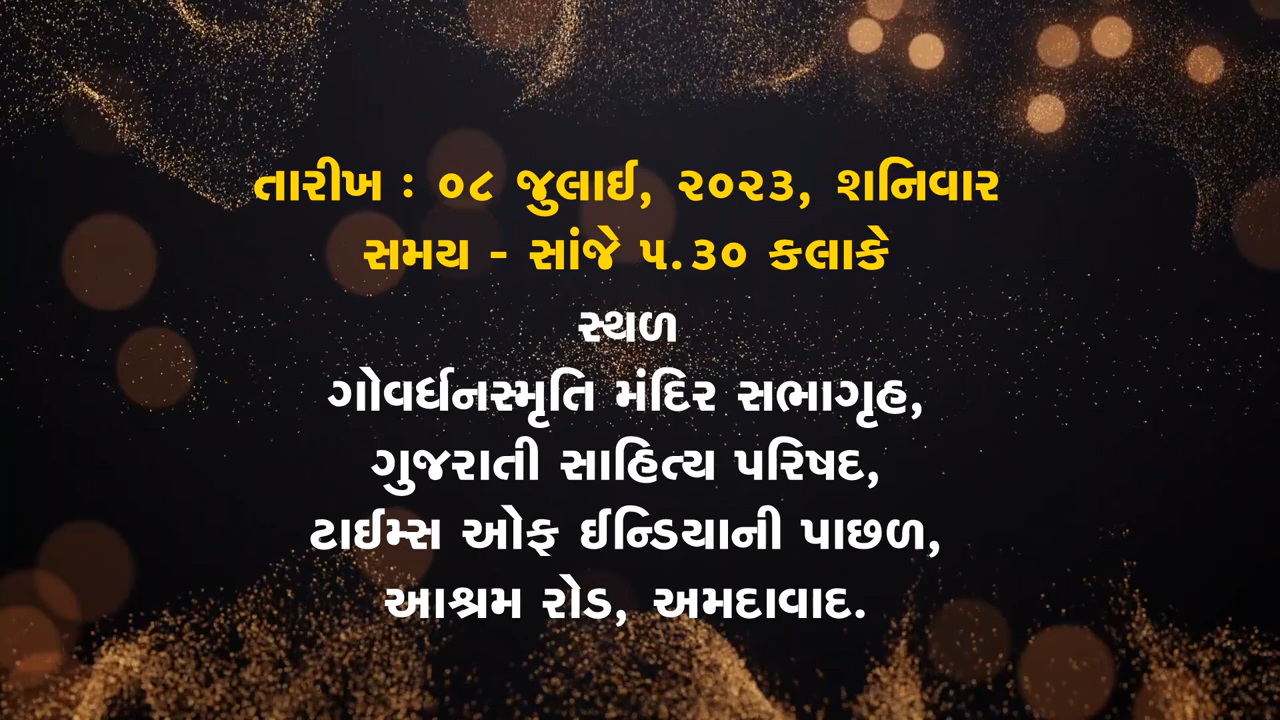 તારીખ : ૦૮ જુલાઈ, ૨૦૨૩, શનિવાર
સમય - સાંજે ૫.૩૦ કલાકે
સ્થળ
ગોવર્ધનસ્મૃતિ મંદિર સભાગૃહ,
ગુજરાતી સાહિત્ય પરિષદ,
ટાઈમ્સ ઓફ ઈન્ડિયાની પાછળ,
આશ્રમ રોડ, અમદાવાદ.